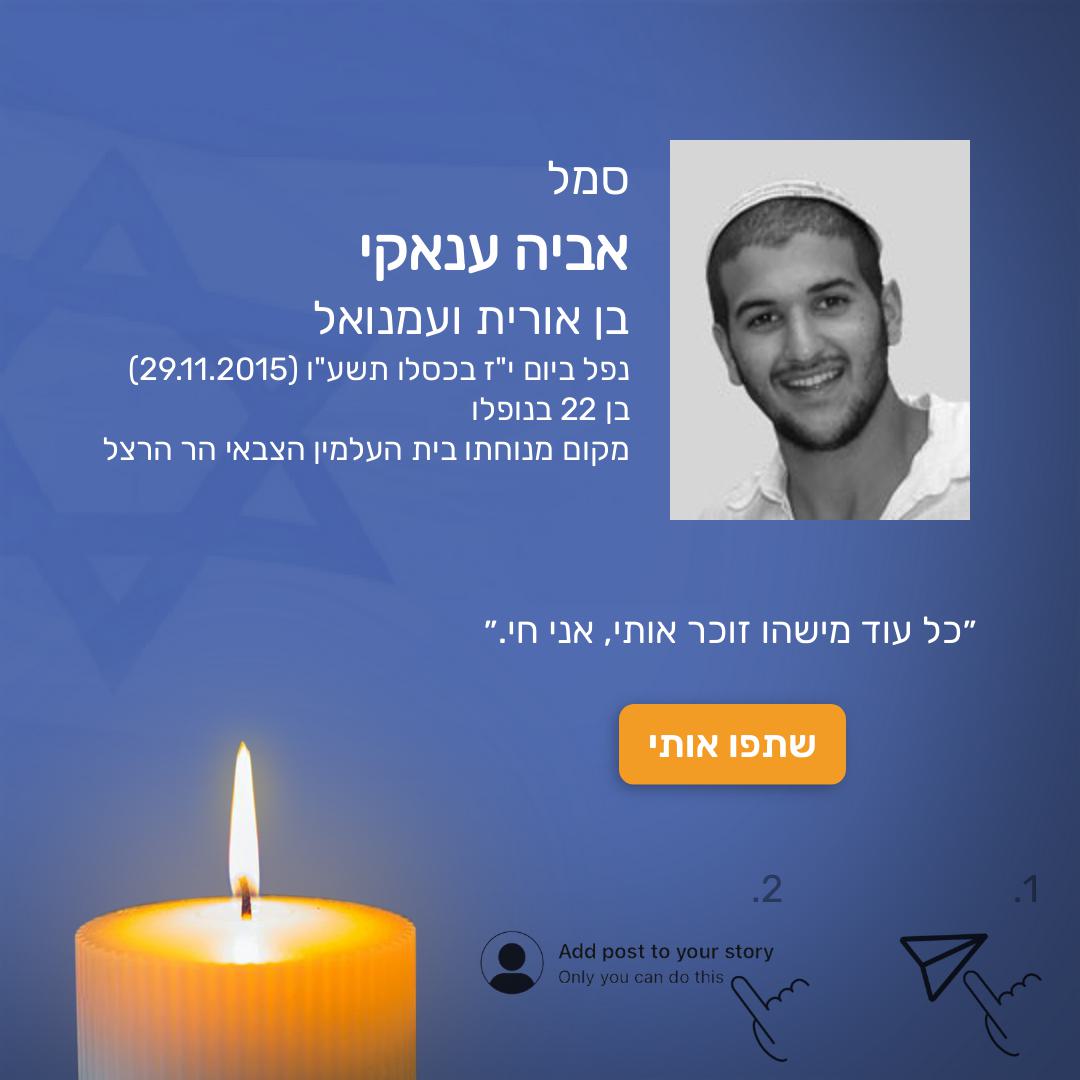 סמל
אביה ענאקי
בן אורית ועמנואל
נפל ביום י"ז בכסלו תשע"ו (29.11.2015)
בן 22 בנופלו
מקום מנוחתו בית העלמין הצבאי הר הרצל
״כל עוד מישהו זוכר אותי, אני חי.״
שתפו אותי
.1
.2
Add post to your story
Only you can do this